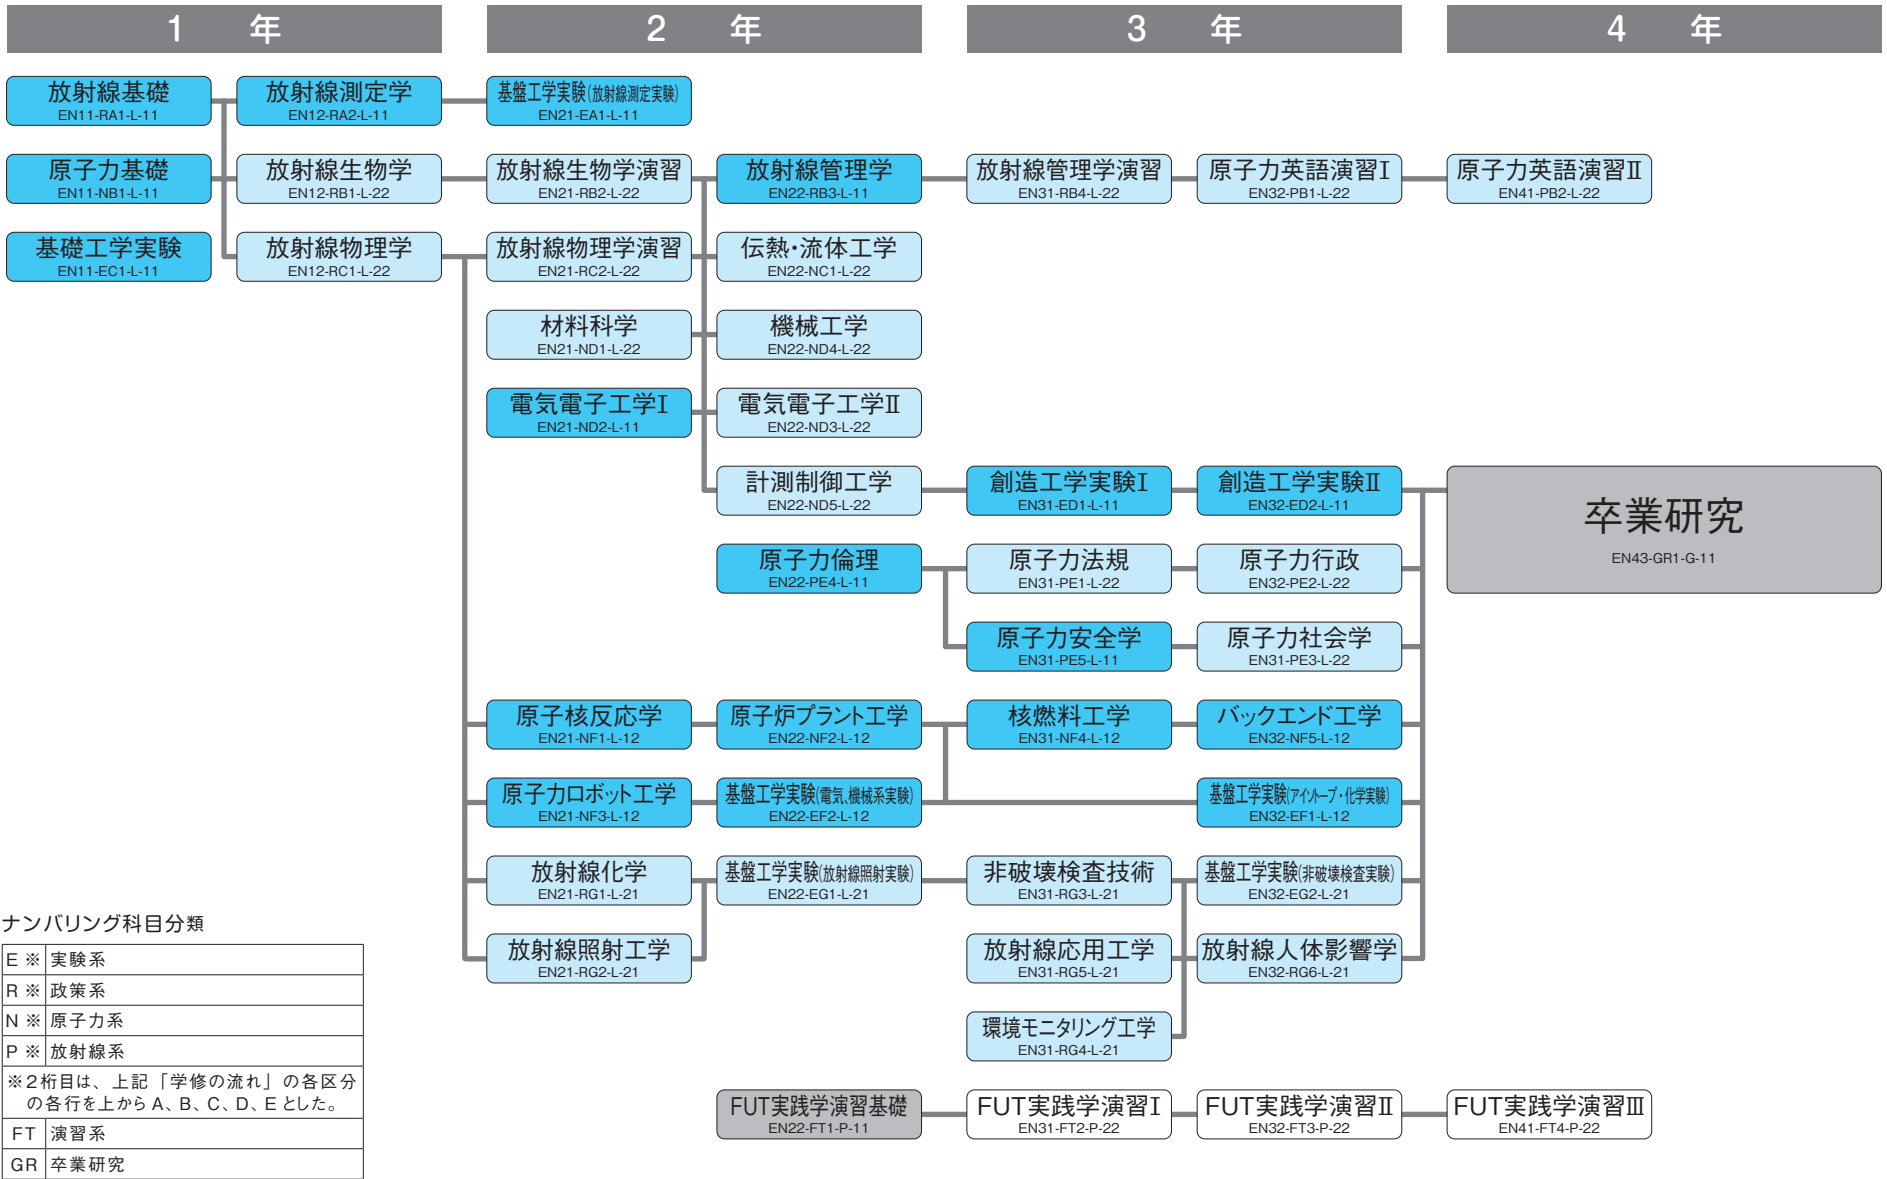 1 年
2 年
3 年
4 年
放射線基礎
EN11-RA1-L-11
放射線測定学
EN12-RA2-L-11
基盤工学実験(放射線測定実験)
EN21-EA1-L-11
原子力基礎
EN11-NB1-L-11
放射線生物学
EN12-RB1-L-22
放射線生物学演習
EN21-RB2-L-22
放射線管理学
EN22-RB3-L-11
放射線管理学演習
EN31-RB4-L-22
原子力英語演習Ⅰ
EN32-PB1-L-22
原子力英語演習Ⅱ
EN41-PB2-L-22
基礎工学実験
EN11-EC1-L-11
放射線物理学
EN12-RC1-L-22
放射線物理学演習
EN21-RC2-L-22
伝熱・流体工学
EN22-NC1-L-22
材料科学
EN21-ND1-L-22
機械工学
EN22-ND4-L-22
電気電子工学Ⅰ
EN21-ND2-L-11
電気電子工学Ⅱ
EN22-ND3-L-22
計測制御工学
EN22-ND5-L-22
創造工学実験Ⅰ
EN31-ED1-L-11
創造工学実験Ⅱ
EN32-ED2-L-11
卒業研究
EN43-GR1-G-11
原子力倫理
EN22-PE4-L-11
原子力法規
EN31-PE1-L-22
原子力行政
EN32-PE2-L-22
原子力安全学
EN31-PE5-L-11
原子力社会学
EN31-PE3-L-22
原子核反応学
EN21-NF1-L-12
原子炉プラント工学
EN22-NF2-L-12
核燃料工学
EN31-NF4-L-12
バックエンド工学
EN32-NF5-L-12
原子力ロボット工学
EN21-NF3-L-12
基盤工学実験(電気、機械系実験)
EN22-EF2-L-12
基盤工学実験(アイソトープ・化学実験)
EN32-EF1-L-12
放射線化学
EN21-RG1-L-21
基盤工学実験(放射線照射実験)
EN22-EG1-L-21
非破壊検査技術
EN31-RG3-L-21
基盤工学実験(非破壊検査実験)
EN32-EG2-L-21
放射線照射工学
EN21-RG2-L-21
放射線応用工学
EN31-RG5-L-21
放射線人体影響学
EN32-RG6-L-21
環境モニタリング工学
EN31-RG4-L-21
FUT実践学演習基礎
EN22-FT1-P-11
FUT実践学演習Ⅰ
EN31-FT2-P-22
FUT実践学演習Ⅱ
EN32-FT3-P-22
FUT実践学演習Ⅲ
EN41-FT4-P-22
ナンバリング科目分類
E ※ 実験系
R ※ 政策系
N ※ 原子力系
P ※ 放射線系
※2桁目は、上記「学修の流れ」の各区分
の各行を上から A、B、C、D、E とした。
FT 演習系
GR 卒業研究